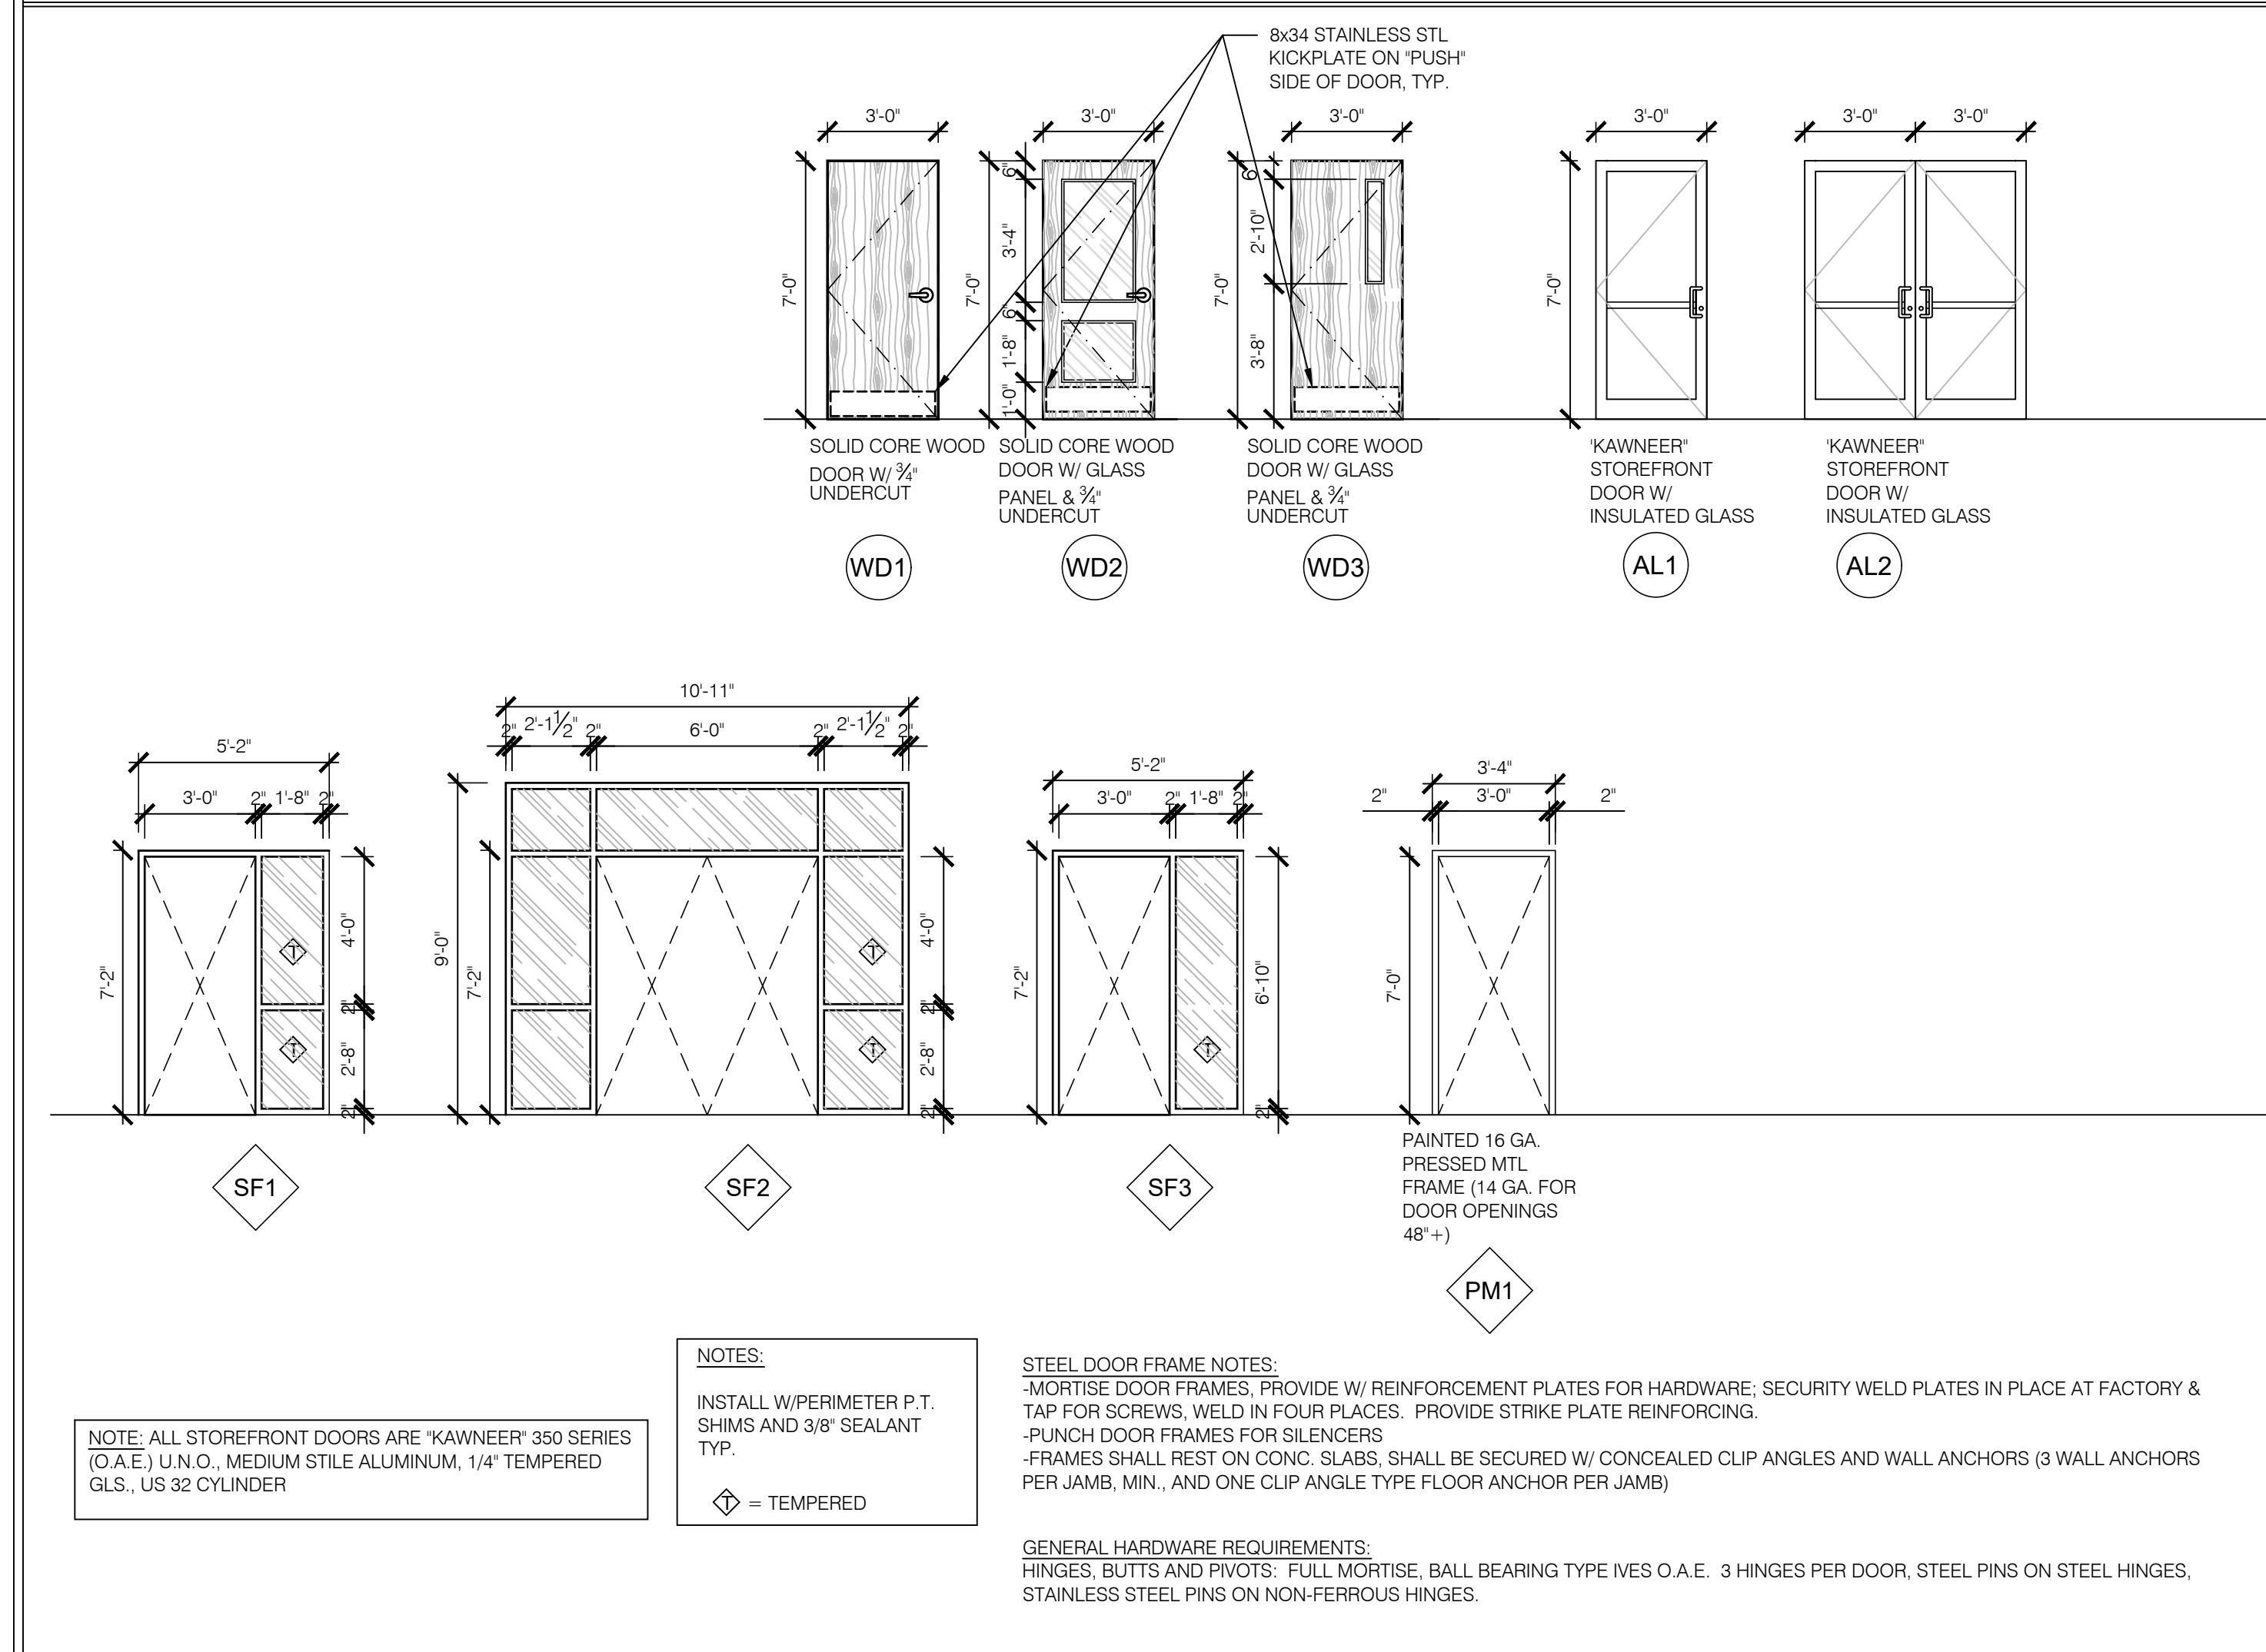 8x34 STAINLESS STL
KICKPLATE ON "PUSH"
SIDE OF DOOR, TYP.
3'-0"
3'-0"
3'-0"
3'-0"
3'-0"
3'-0"
7'-0"
7'-0"
6"
3'-4"
6"
1'-8"
1'-0"
7'-0"
6
2'-10"
3'-8"
7'-0"
SOLID CORE WOOD
DOOR W/ 3⁄4"
UNDERCUT
WD1
SOLID CORE WOOD
DOOR W/ GLASS
PANEL & 3⁄4"
UNDERCUT
WD2
SOLID CORE WOOD
DOOR W/ GLASS
PANEL & 3⁄4"
UNDERCUT
WD3
'KAWNEER"
STOREFRONT
DOOR W/
INSULATED GLASS
AL1
'KAWNEER"
STOREFRONT
DOOR W/
INSULATED GLASS
AL2
5'-2"
3'-0" 2" 1'-8" 2"
7'-2"
4'-0"
2"
2'-8"
2"
T
T
SF1
10'-11"
2" 2'-1 1⁄2" 2" 6'-0" 2" 2'-1 1⁄2" 2"
9'-0"
7'-2"
4'-0"
2"
2'-8"
2"
T
T
SF2
5'-2"
3'-0" 2" 1'-8" 2"
7'-2"
6'-10"
2"
T
SF3
3'-4"
2" 3'-0" 2"
7'-0"
PAINTED 16 GA.
PRESSED MTL
FRAME (14 GA. FOR
DOOR OPENINGS
48"+)
PM1
NOTE: ALL STOREFRONT DOORS ARE "KAWNEER" 350 SERIES
(O.A.E.) U.N.O., MEDIUM STILE ALUMINUM, 1/4" TEMPERED
GLS., US 32 CYLINDER
NOTES:
INSTALL W/PERIMETER P.T.
SHIMS AND 3/8" SEALANT
TYP.
T = TEMPERED
STEEL DOOR FRAME NOTES:
-MORTISE DOOR FRAMES, PROVIDE W/ REINFORCEMENT PLATES FOR HARDWARE; SECURITY WELD PLATES IN PLACE AT FACTORY &
TAP FOR SCREWS, WELD IN FOUR PLACES. PROVIDE STRIKE PLATE REINFORCING.
-PUNCH DOOR FRAMES FOR SILENCERS
-FRAMES SHALL REST ON CONC. SLABS, SHALL BE SECURED W/ CONCEALED CLIP ANGLES AND WALL ANCHORS (3 WALL ANCHORS
PER JAMB, MIN., AND ONE CLIP ANGLE TYPE FLOOR ANCHOR PER JAMB)
GENERAL HARDWARE REQUIREMENTS:
HINGES, BUTTS AND PIVOTS: FULL MORTISE, BALL BEARING TYPE IVES O.A.E. 3 HINGES PER DOOR, STEEL PINS ON STEEL HINGES,
STAINLESS STEEL PINS ON NON-FERROUS HINGES.